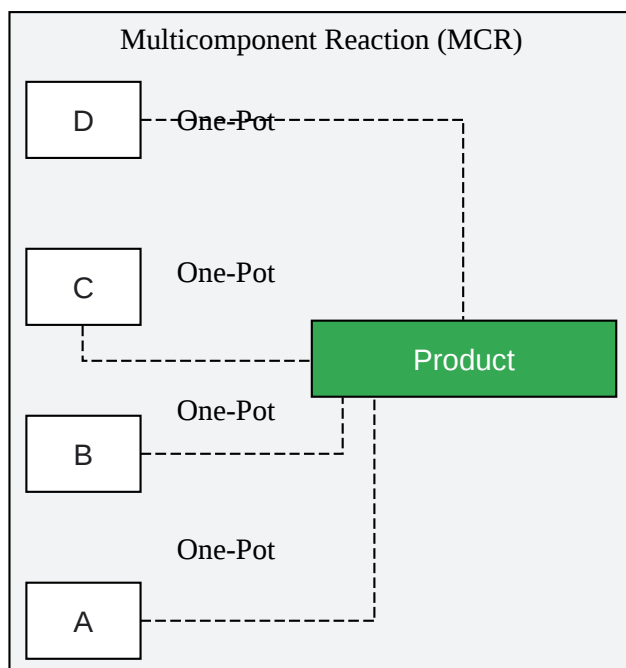 Multicomponent Reaction (MCR)
D
One-Pot
C
One-Pot
Product
One-Pot
B
One-Pot
A